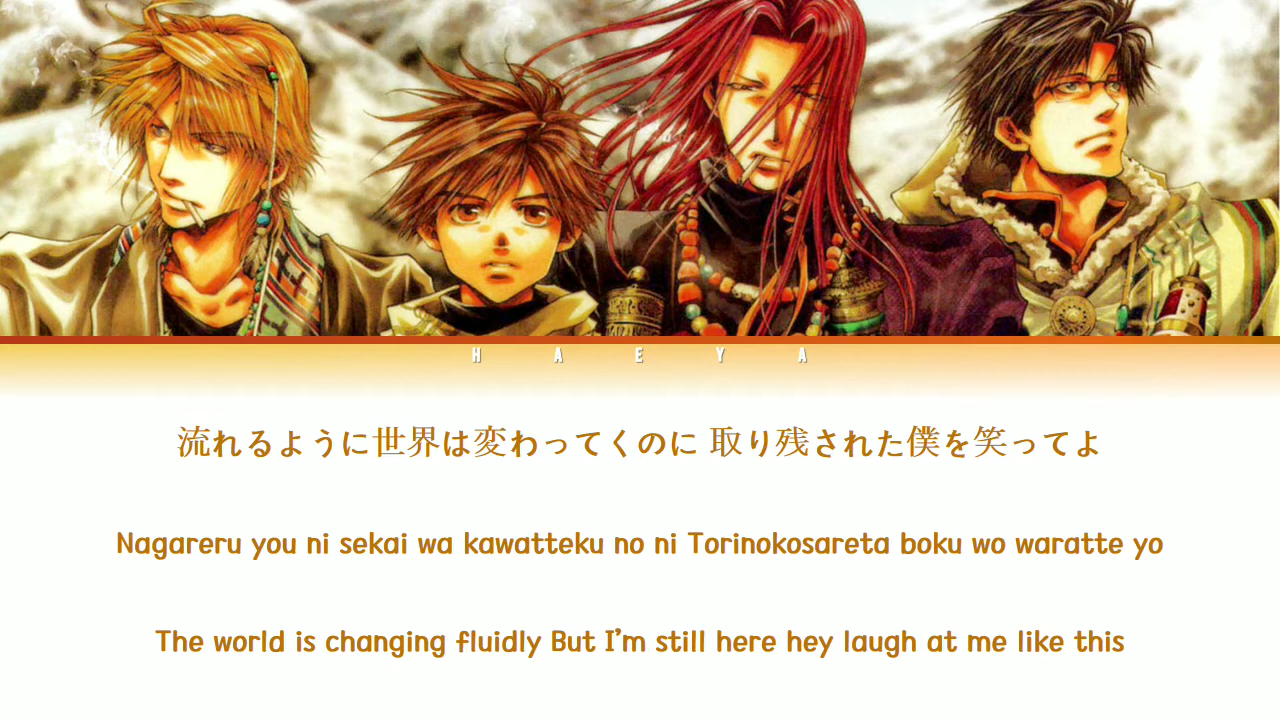 HAEYA
流れるように世界は変わってくのに 取り残された僕を笑ってよ
Nagareru you ni sekai wa kawatteku no ni Torinokosareta boku wo waratte yo
The world is changing fluidly But I'm still here hey laugh at me like this